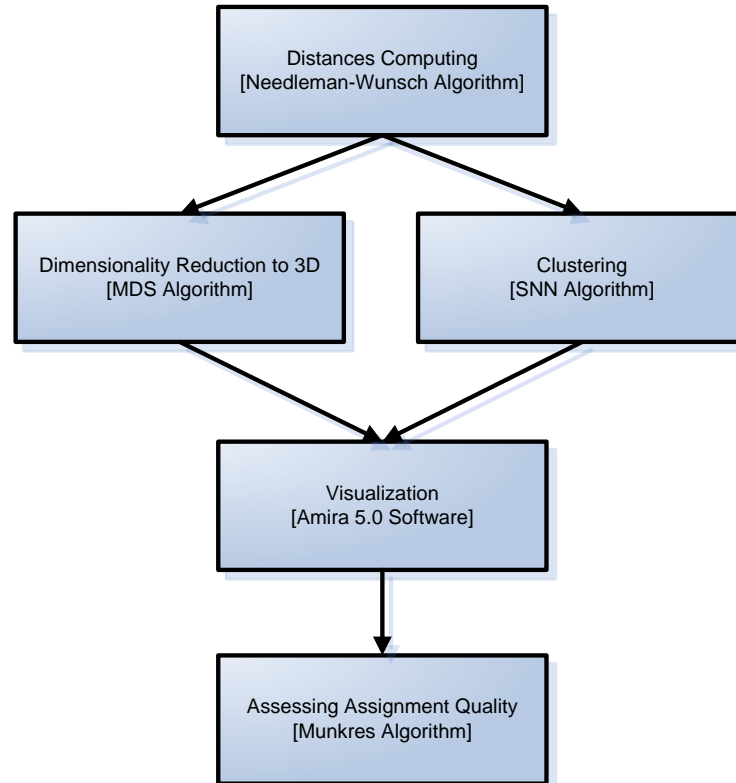 Distances Computing
[Needleman-Wunsch Algorithm]
Dimensionality Reduction to 3D
[MDS Algorithm]
Clustering
[SNN Algorithm]
Visualization
[Amira 5.0 Software]
Assessing Assignment Quality
[Munkres Algorithm]